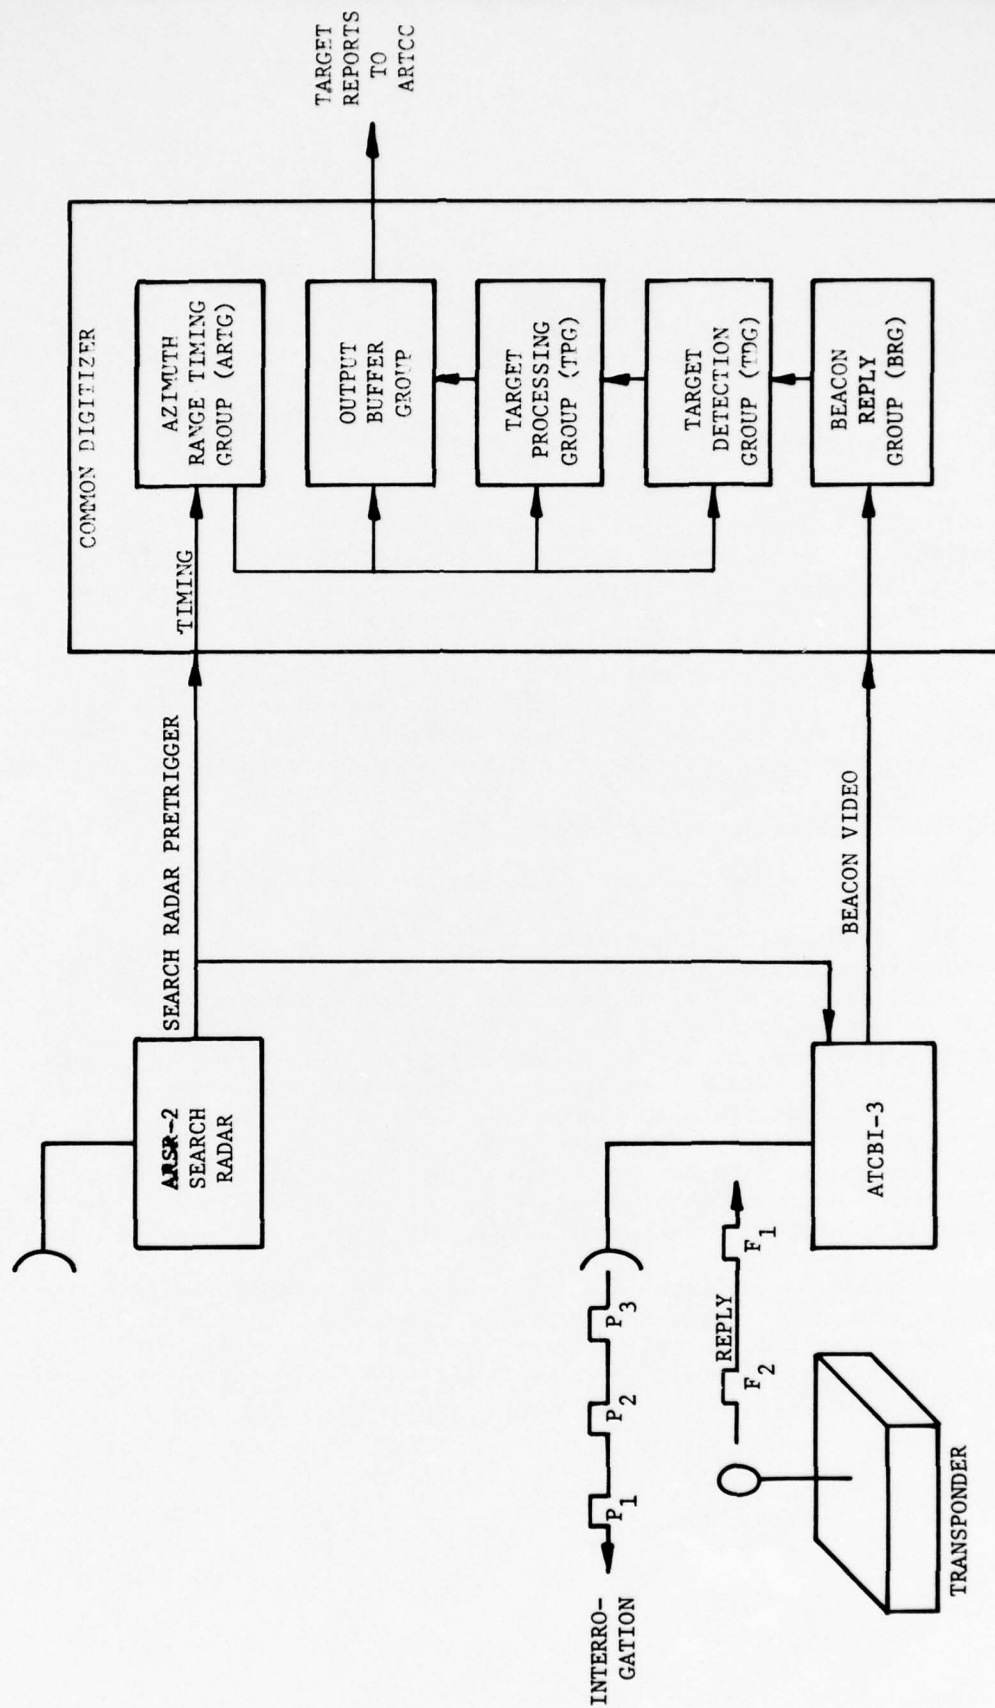 ARSR-2
SEARCH
RADAR
SEARCH RADAR PRETRIGGER
TIMING
COMMON DIGITIZER
AZIMUTH
RANGE TIMING
GROUP (ARTG)
OUTPUT
BUFFER
GROUP
TARGET
REPORTS
TO
ARTCC
TARGET
PROCESSING
GROUP (TPG)
TARGET
DETECTION
GROUP (TDG)
BEACON
REPLY
GROUP (BRG)
INTERRO-
GATION
P1 P2 P3
REPLY
F2 F1
TRANSPONDER
ATCBI-3
BEACON VIDEO